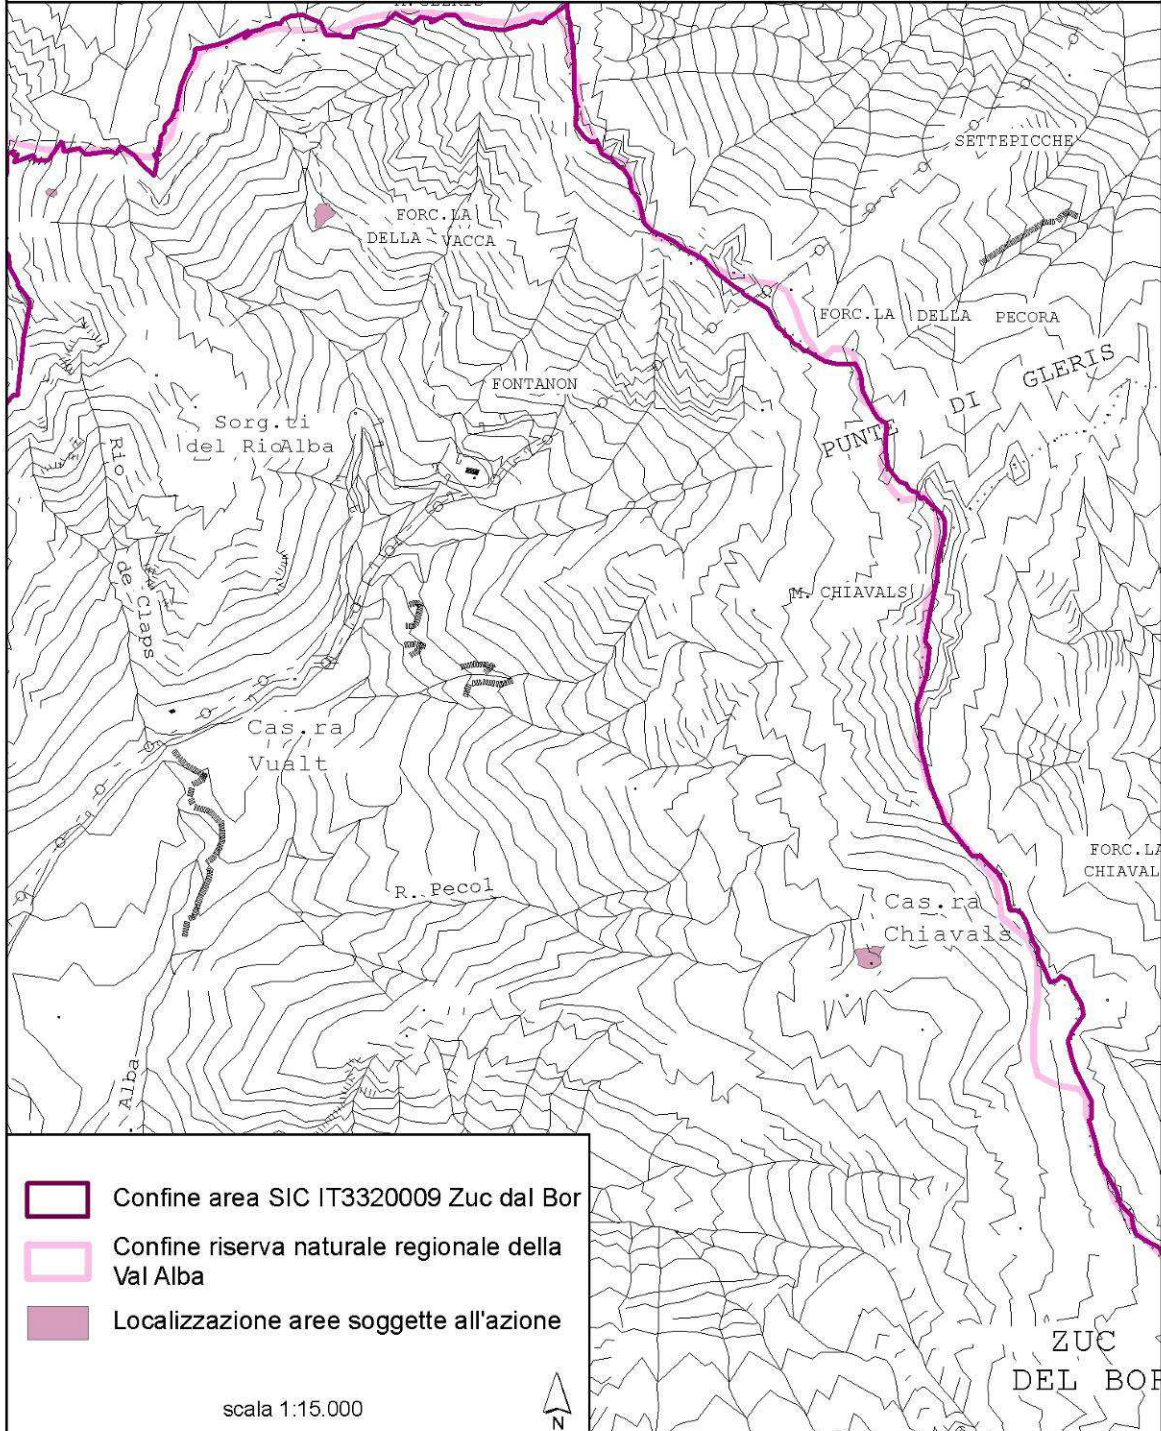 SETTEPICCHE
FORC.LA
DELLA VACCA
FORC.LA DELLA PECORA
GLERIS
DI
PUNTE
FONTANON
Sorg.ti
del RioAlba
Rio
de Claps
M. CHIAVALS
Cas.ra
Vualt
FORC.LA
CHIAVAL
R. Pecol
Cas.ra
Chiavals
. Alba
Confine area SIC IT3320009 Zuc dal Bor
Confine riserva naturale regionale della
Val Alba
Localizzazione aree soggette all'azione
scala 1:15.000
N
ZUC
DEL BOR